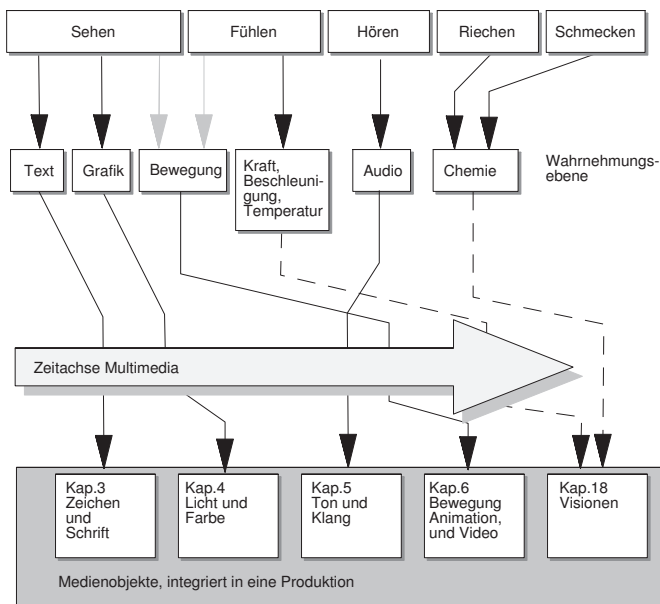 Sehen
Fühlen
Hören
Riechen
Schmecken
Text
Grafik
Bewegung
Kraft,
Beschleuni-
gung,
Temperatur
Audio
Chemie
Wahrnehmungs-
ebene
Zeitachse Multimedia
Kap.3
Zeichen
und
Schrift
Kap.4
Licht und
Farbe
Kap.5
Ton und
Klang
Kap.6
Bewegung
Animation,
und Video
Kap.18
Visionen
Medienobjekte, integriert in eine Produktion